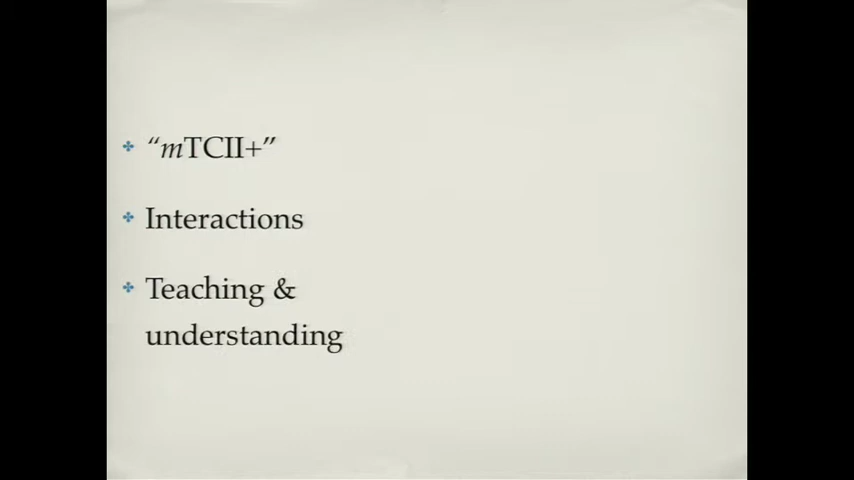 “mTCII+”
Interactions
Teaching &
understanding